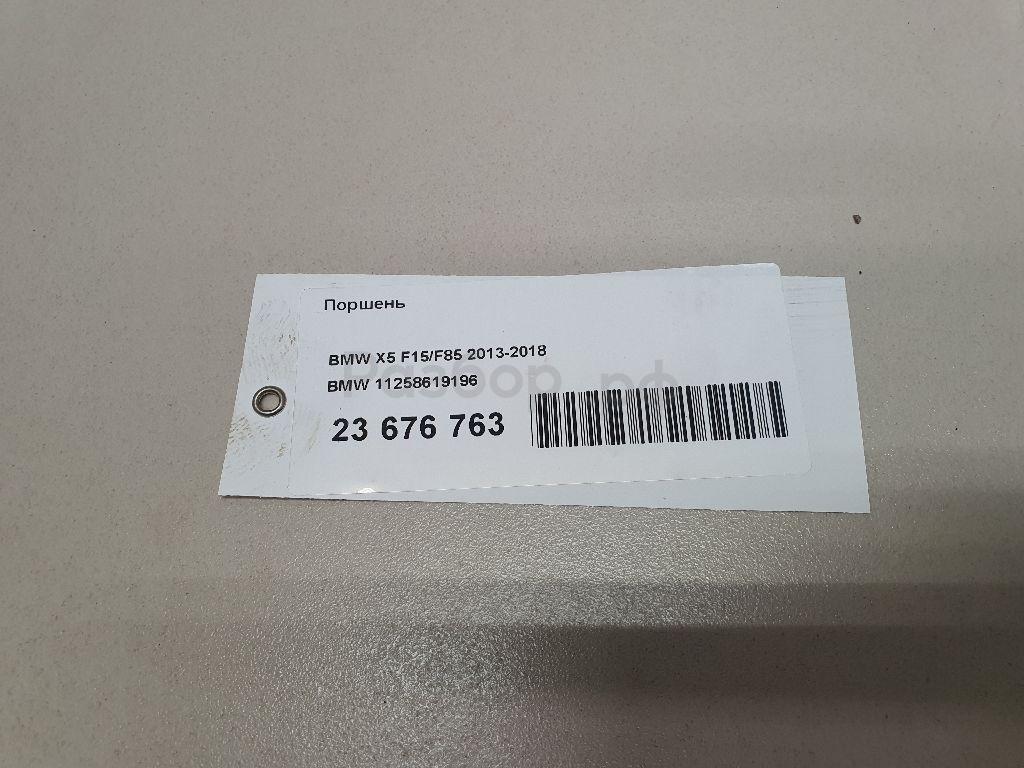 Поршень
BMW X5 F15/F85 2013-2018
Разбор.рф
BMW 11258619196
23 676 763